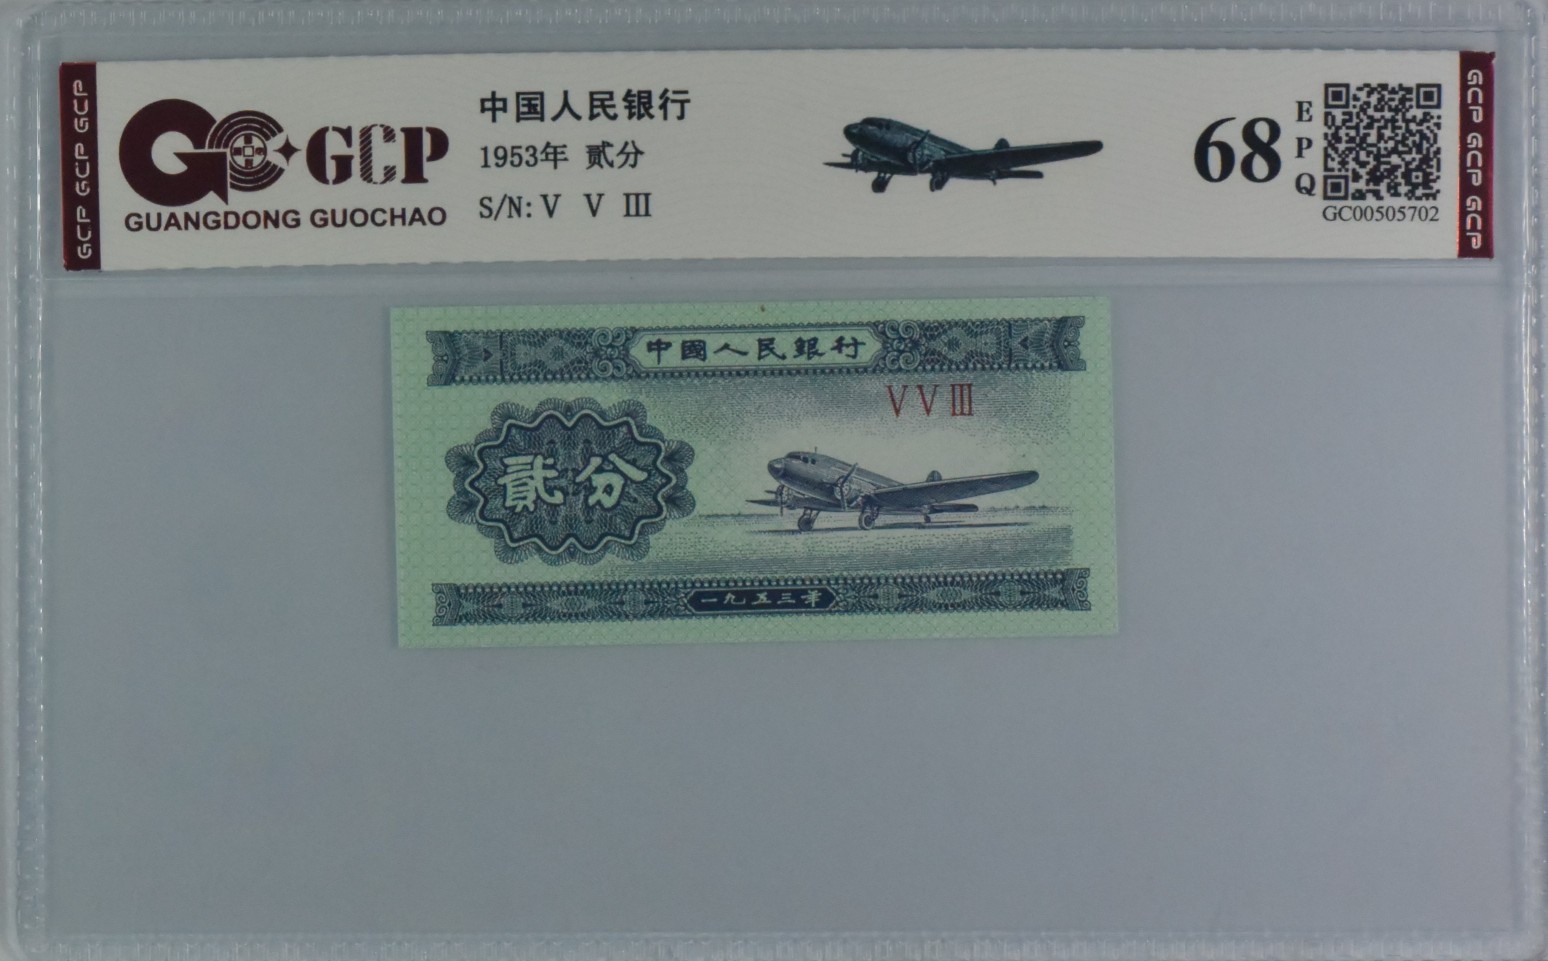 GCP GCP GCP
GCP
GUANGDONG GUOCHAO
中国人民银行
1953年 贰分
S/N: V V III
68
EPQ
GC00505702
GCP GCP GCP
中國人民銀行
V V III
貳分
一九五三年